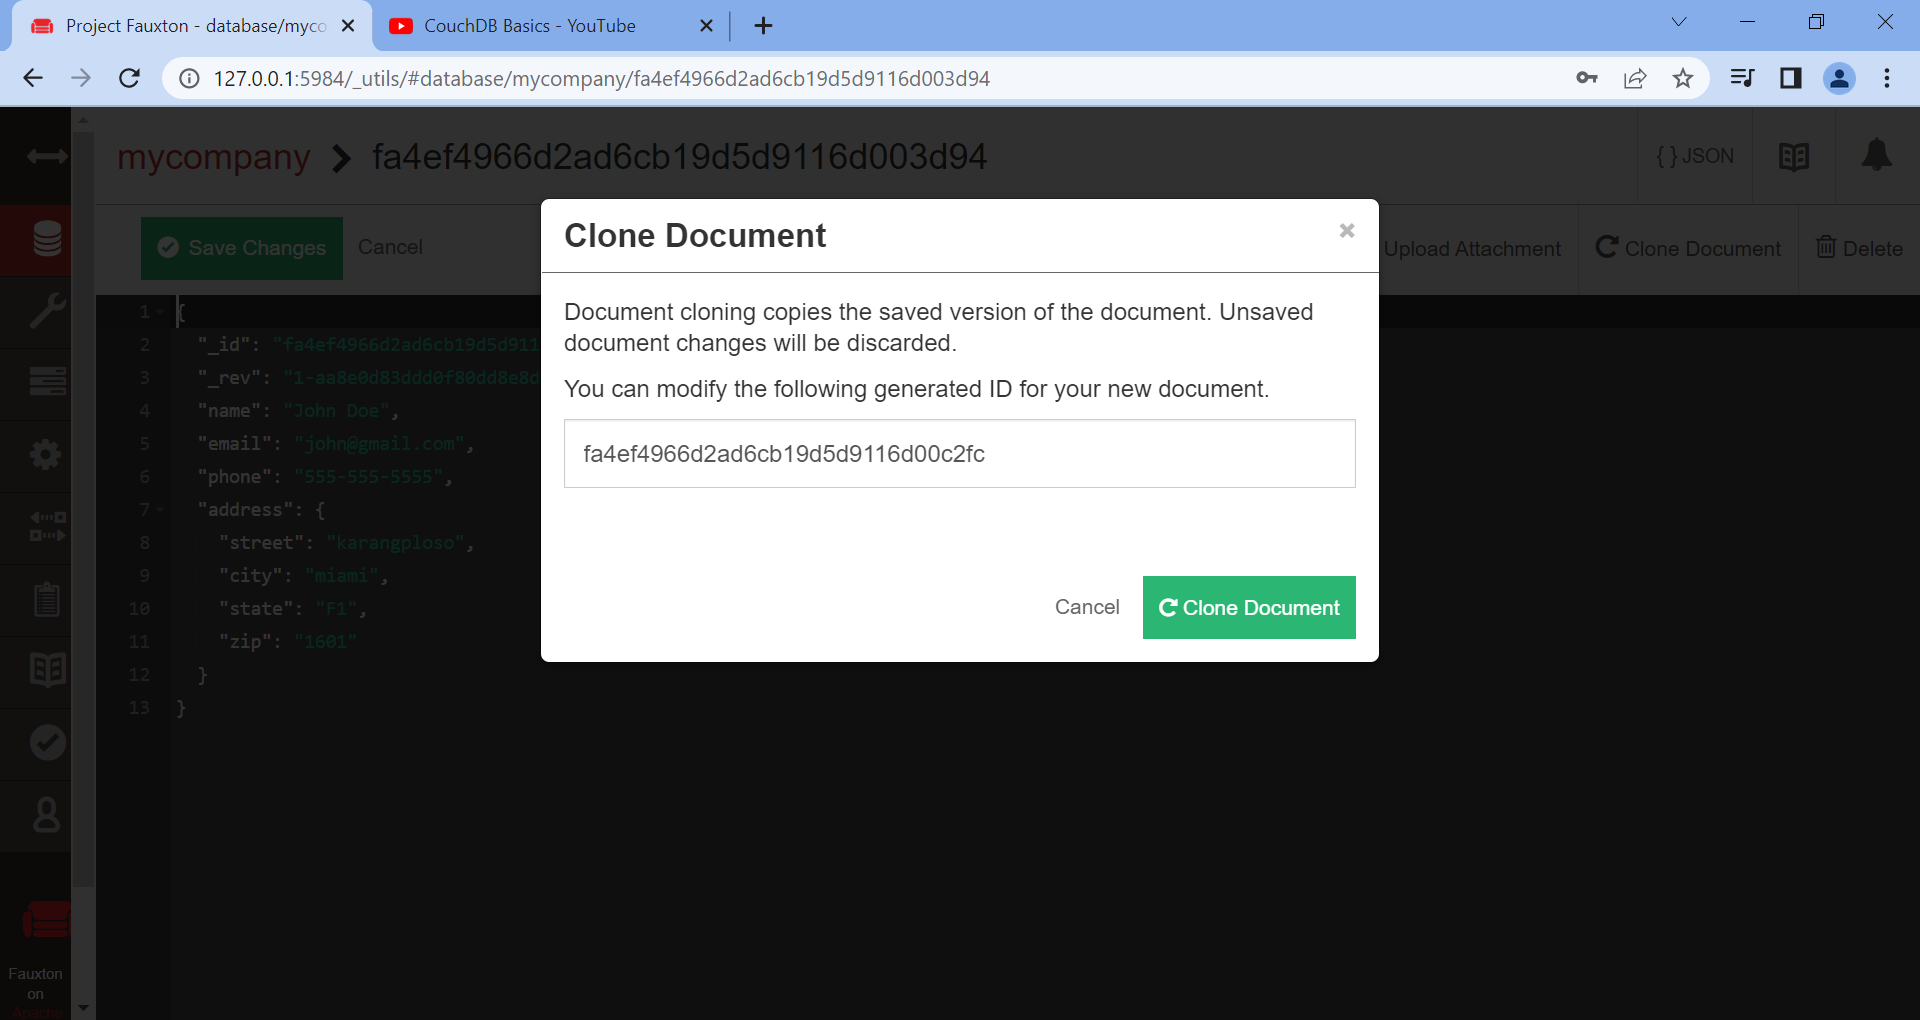 Project Fauxton - database/myco
CouchDB Basics - YouTube
127.0.0.1:5984/_utils/#database/mycompany/fa4ef4966d2ad6cb19d5d9116d003d94
mycompany > fa4ef4966d2ad6cb19d5d9116d003d94
{ } JSON
Save Changes
Cancel
Upload Attachment
Clone Document
Delete
Clone Document
×
Document cloning copies the saved version of the document. Unsaved
document changes will be discarded.
You can modify the following generated ID for your new document.
fa4ef4966d2ad6cb19d5d9116d00c2fc
Cancel
Clone Document
1 {
2 "_id": "fa4ef4966d2ad6cb19d5d911
3 "_rev": "1-aa8e0d83ddd0f80dd8e8d
4 "name": "John Doe",
5 "email": "john@gmail.com",
6 "phone": "555-555-5555",
7 "address": {
8 "street": "karangploso",
9 "city": "miami",
10 "state": "F1",
11 "zip": "1601"
12 }
13 }
Fauxton
on
Apache